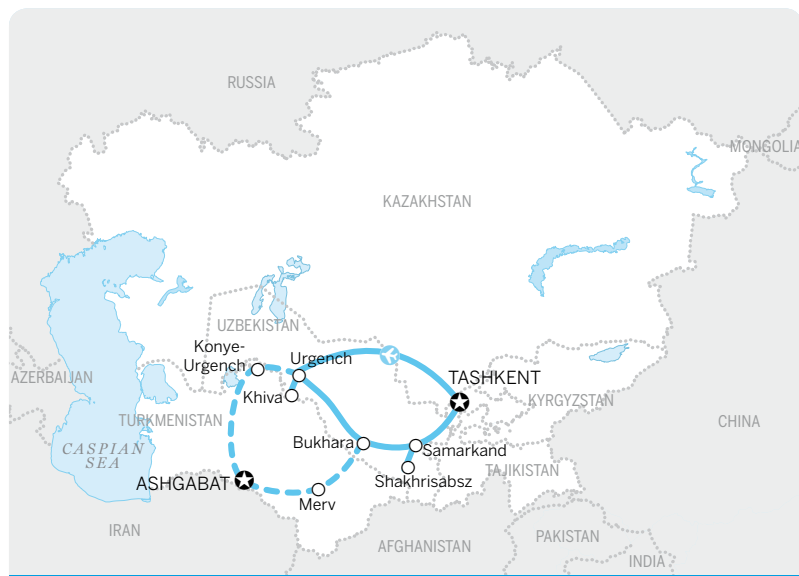 RUSSIA
MONGOLIA
KAZAKHSTAN
UZBEKISTAN
Konye-
Urgench
Urgench
TASHKENT
AZERBAIJAN
Khiva
KYRGYZSTAN
TURKMENISTAN
CHINA
CASPIAN
SEA
Bukhara
Samarkand
TAJIKISTAN
ASHGABAT
Shakhrisabsz
Merv
IRAN
AFGHANISTAN
PAKISTAN
INDIA